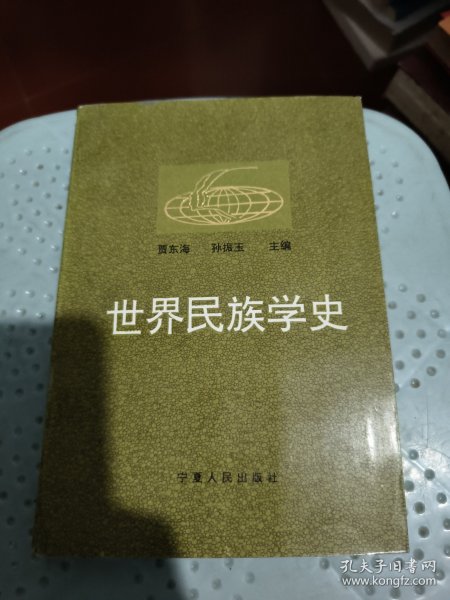 贾东海 孙振玉 主编
世界民族学史
宁夏人民出版社
孔夫子旧书网
www.kongfz.com